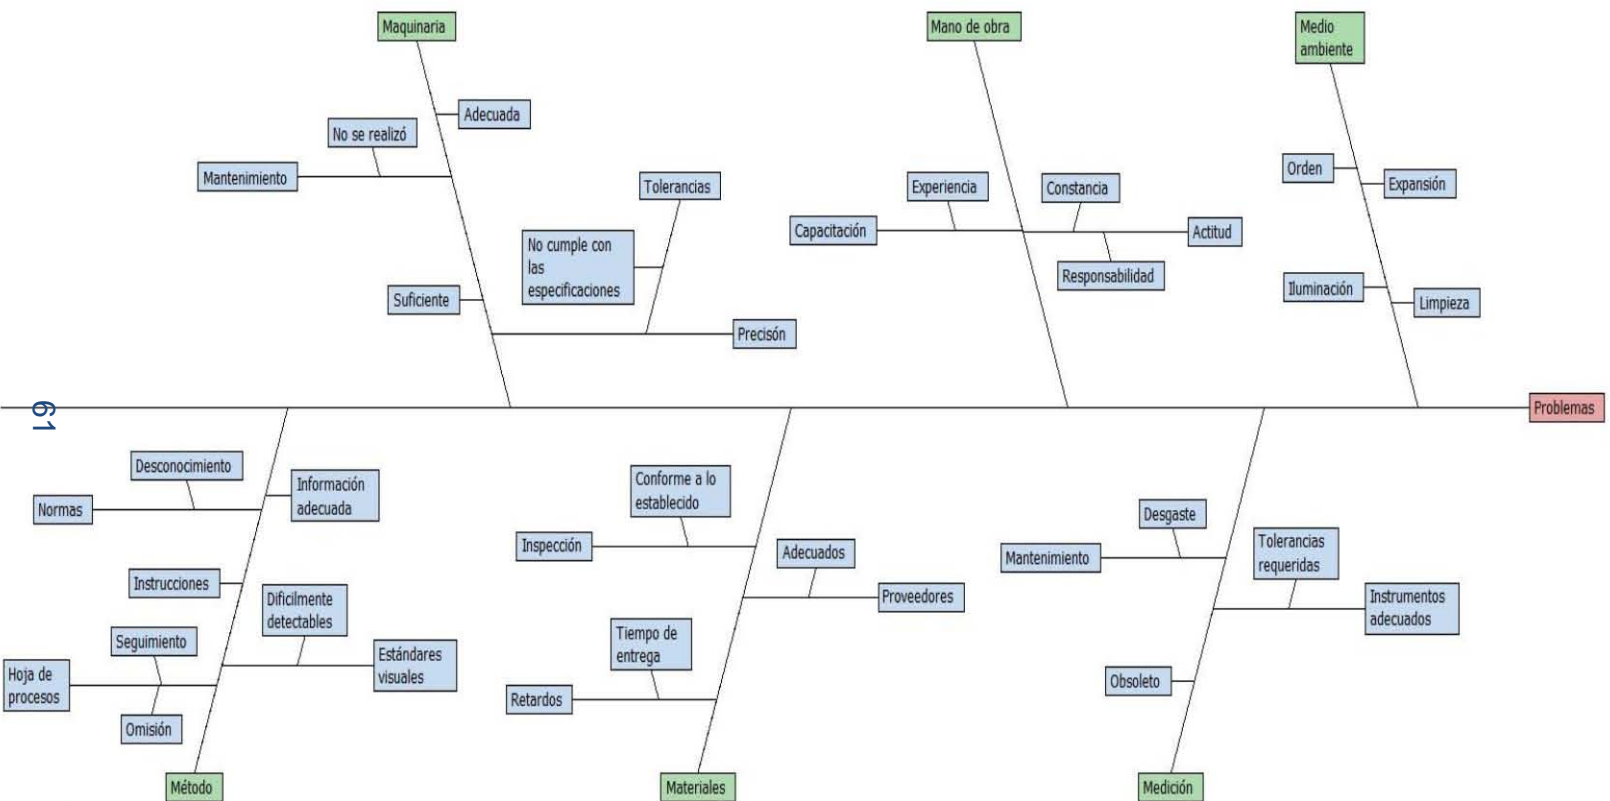 Maquinaria
Mano de obra
Medio
ambiente
Adecuada
No se realizó
Mantenimiento
Tolerancias
No cumple con
las
especificaciones
Suficiente
Precisón
Experiencia
Constancia
Capacitación
Actitud
Responsabilidad
Orden
Expansión
Iluminación
Limpieza
Problemas
61
Desconocimiento
Información
adecuada
Normas
Instrucciones
Dificilmente
detectables
Seguimiento
Estándares
visuales
Hoja de
procesos
Omisión
Método
Conforme a lo
establecido
Inspección
Adecuados
Proveedores
Tiempo de
entrega
Retardos
Materiales
Desgaste
Mantenimiento
Tolerancias
requeridas
Instrumentos
adecuados
Obsoleto
Medición